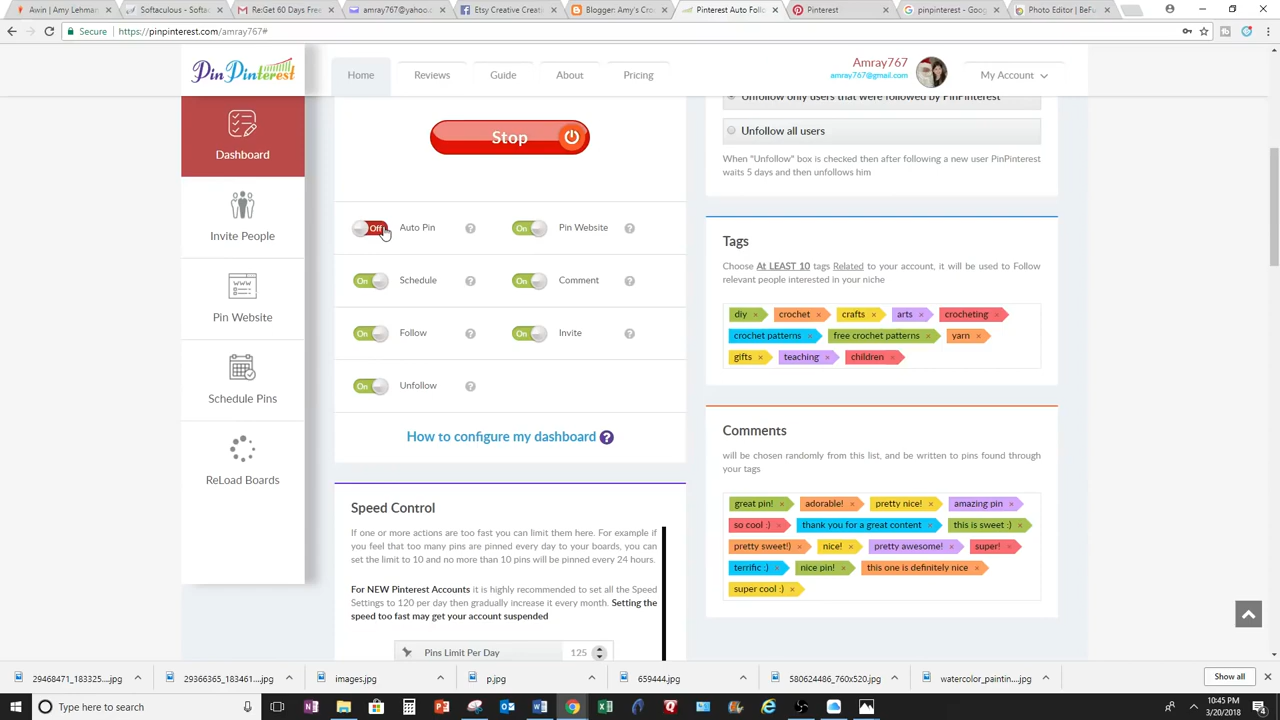 Awin | Amy Lehman
Softaculous - Softac
ReGet 60 Days Free
amray767@yahoo.c
Etsy Creative Create
Blogger: Amy's Cro
Pinterest Auto Follo
Pinterest
pinpinterest - Goog
Photo Editor | BeFu
Secure https://pinpinterest.com/amray767#
PinPinterest
Home
Reviews
Guide
About
Pricing
Amray767
amray767@gmail.com
My Account
Dashboard
Invite People
Pin Website
Schedule Pins
ReLoad Boards
Stop
Off Auto Pin ?
On Pin Website ?
On Schedule ?
On Comment ?
On Follow ?
On Invite ?
On Unfollow ?
How to configure my dashboard ?
Speed Control
If one or more actions are too fast you can limit them here. For example if
you feel that too many pins are pinned every day to your boards, you can
set the limit to 10 and no more than 10 pins will be pinned every 24 hours.
For NEW Pinterest Accounts it is highly recommended to set all the Speed
Settings to 120 per day then gradually increase it every month. Setting the
speed too fast may get your account suspended
Pins Limit Per Day 125
Unfollow only users that were followed by PinPinterest
Unfollow all users
When "Unfollow" box is checked then after following a new user PinPinterest
waits 5 days and then unfollows him
Tags
Choose At LEAST 10 tags Related to your account, it will be used to Follow
relevant people interested in your niche
diy × crochet × crafts × arts × crocheting ×
crochet patterns × free crochet patterns × yarn ×
gifts × teaching × children ×
Comments
will be chosen randomly from this list, and be written to pins found through
your tags
great pin! × adorable! × pretty nice! × amazing pin ×
so cool :) × thank you for a great content × this is sweet :) ×
pretty sweet!) × nice! × pretty awesome! × super! ×
terrific :) × nice pin! × this one is definitely nice ×
super cool :) ×
29468471_183325....jpg
29366365_183461....jpg
images.jpg
p.jpg
659444.jpg
580624486_760x520.jpg
watercolor_paintin....jpg
Show all
Type here to search
10:45 PM
3/20/2018